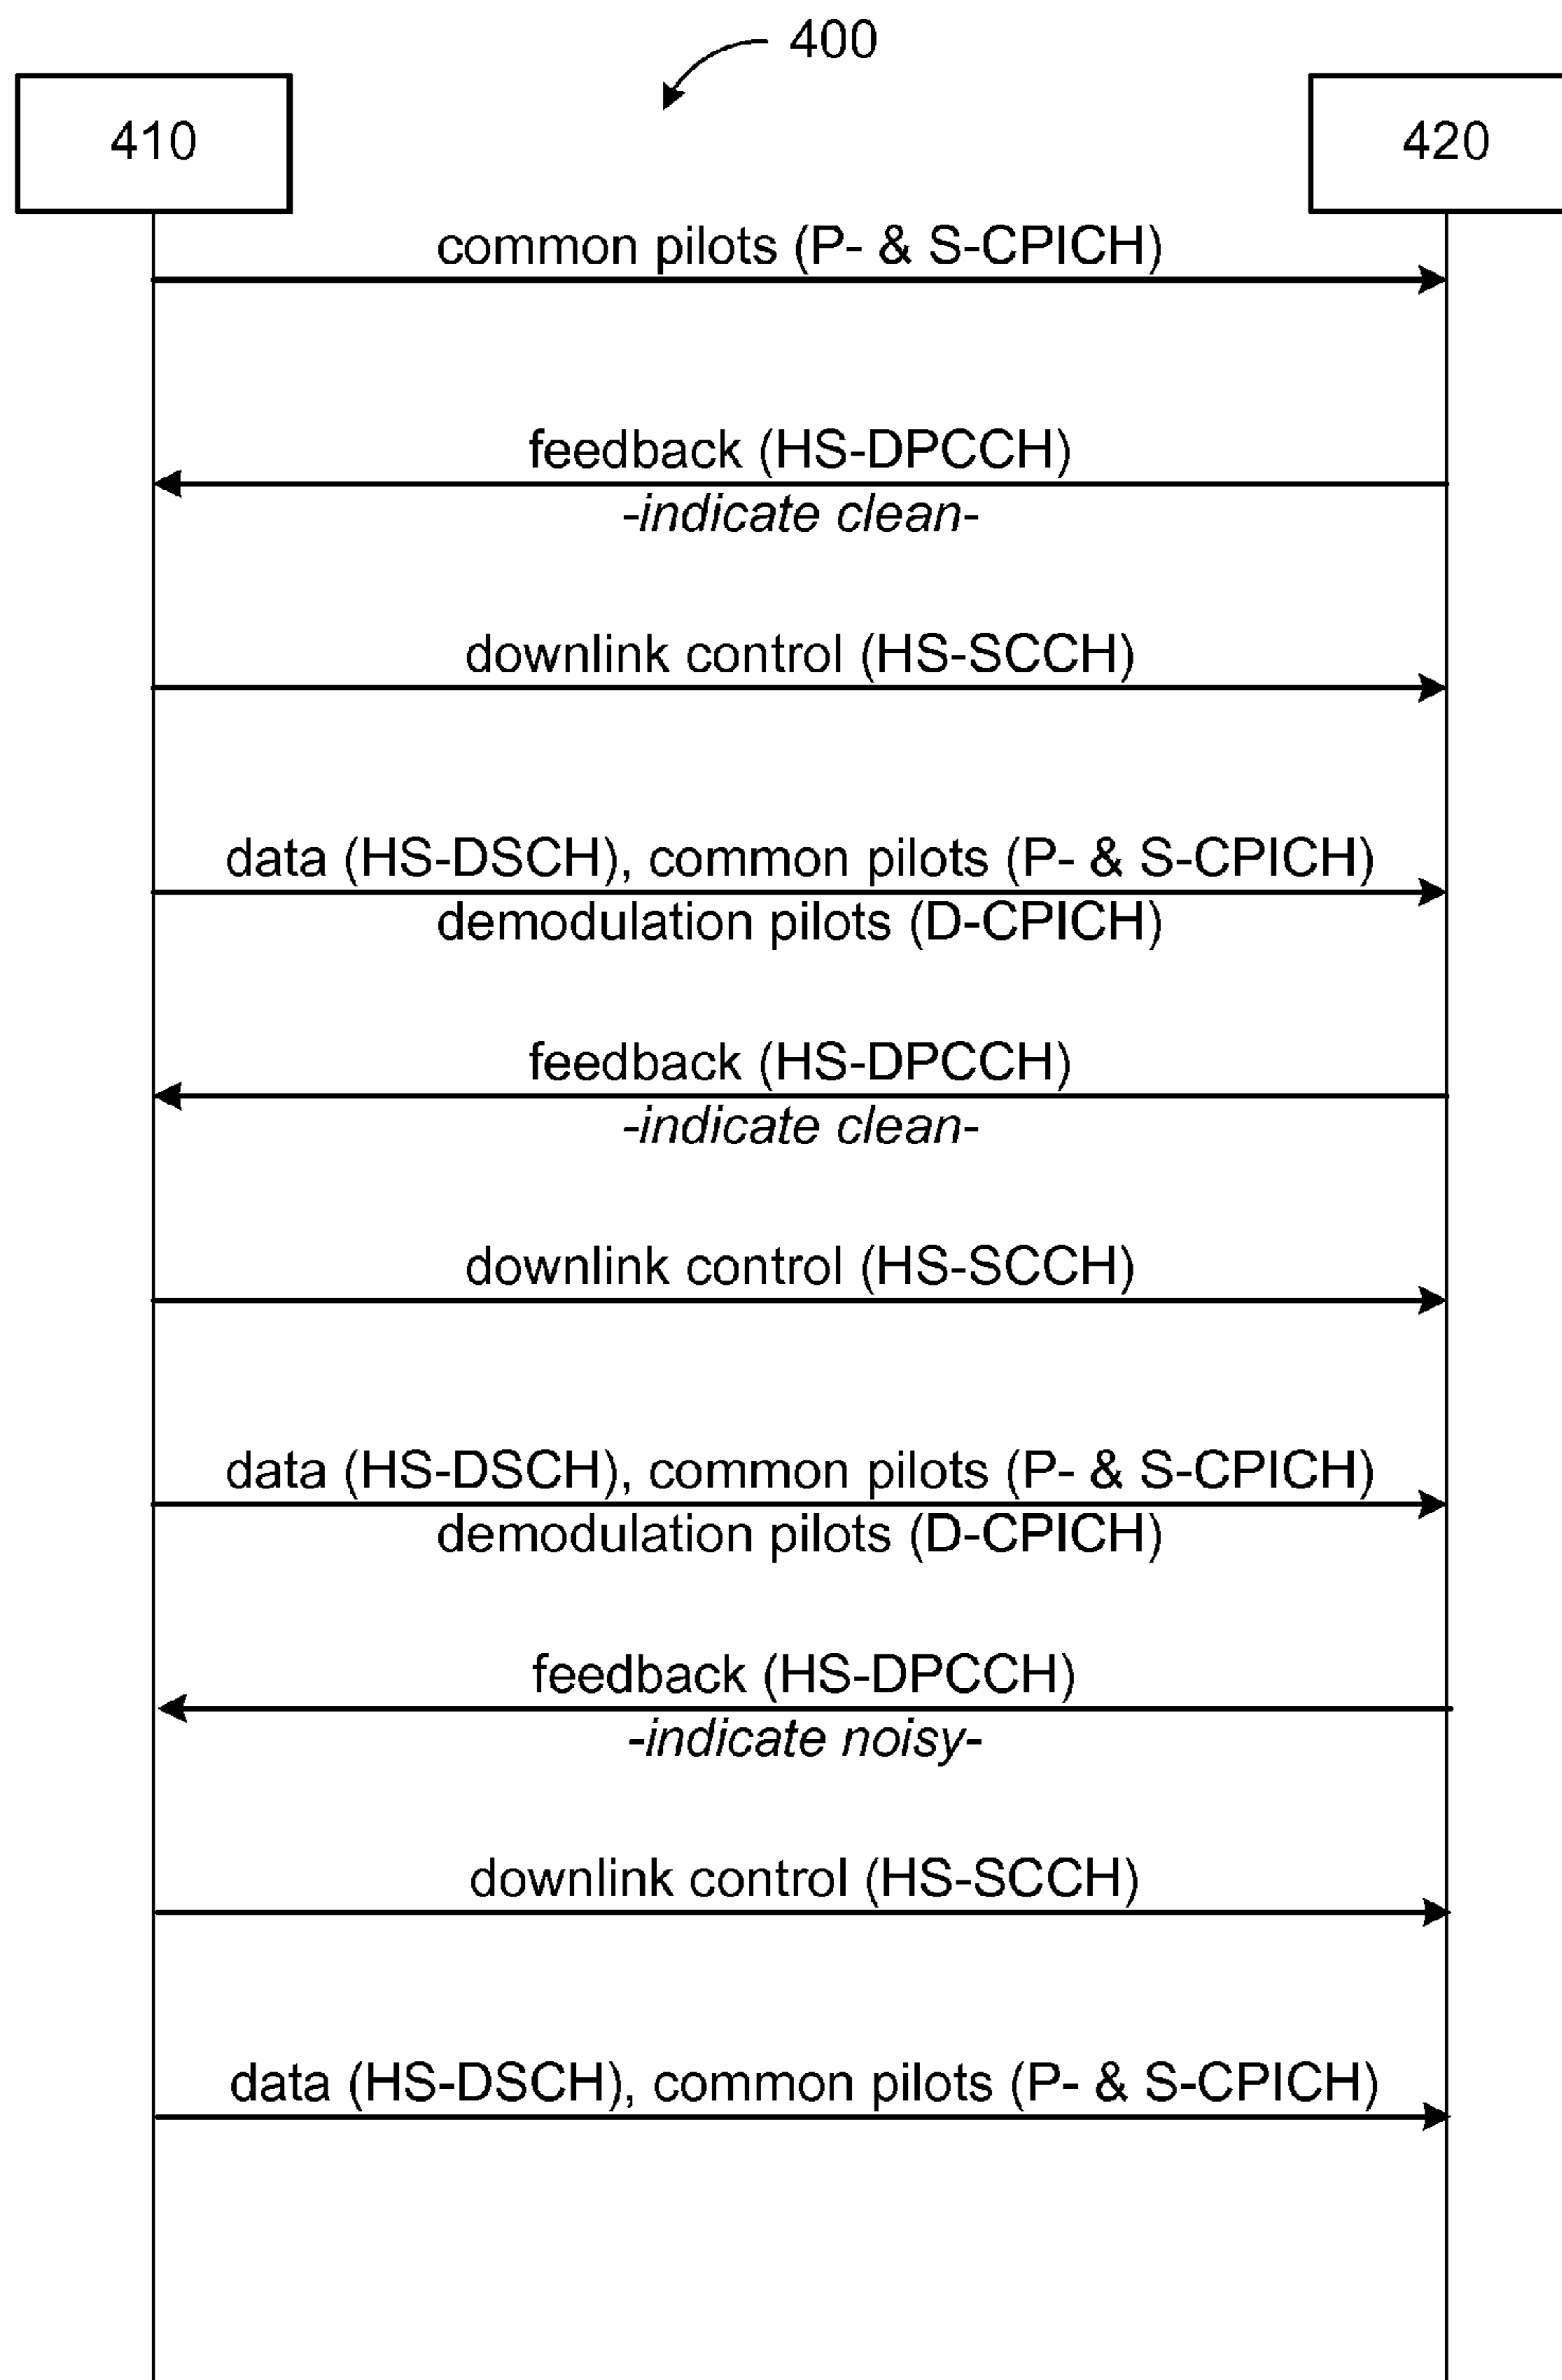 400
410
420
common pilots (P- & S-CPICH)
feedback (HS-DPCCH)
-indicate clean-
downlink control (HS-SCCH)
data (HS-DSCH), common pilots (P- & S-CPICH)
demodulation pilots (D-CPICH)
feedback (HS-DPCCH)
-indicate clean-
downlink control (HS-SCCH)
data (HS-DSCH), common pilots (P- & S-CPICH)
demodulation pilots (D-CPICH)
feedback (HS-DPCCH)
-indicate noisy-
downlink control (HS-SCCH)
data (HS-DSCH), common pilots (P- & S-CPICH)